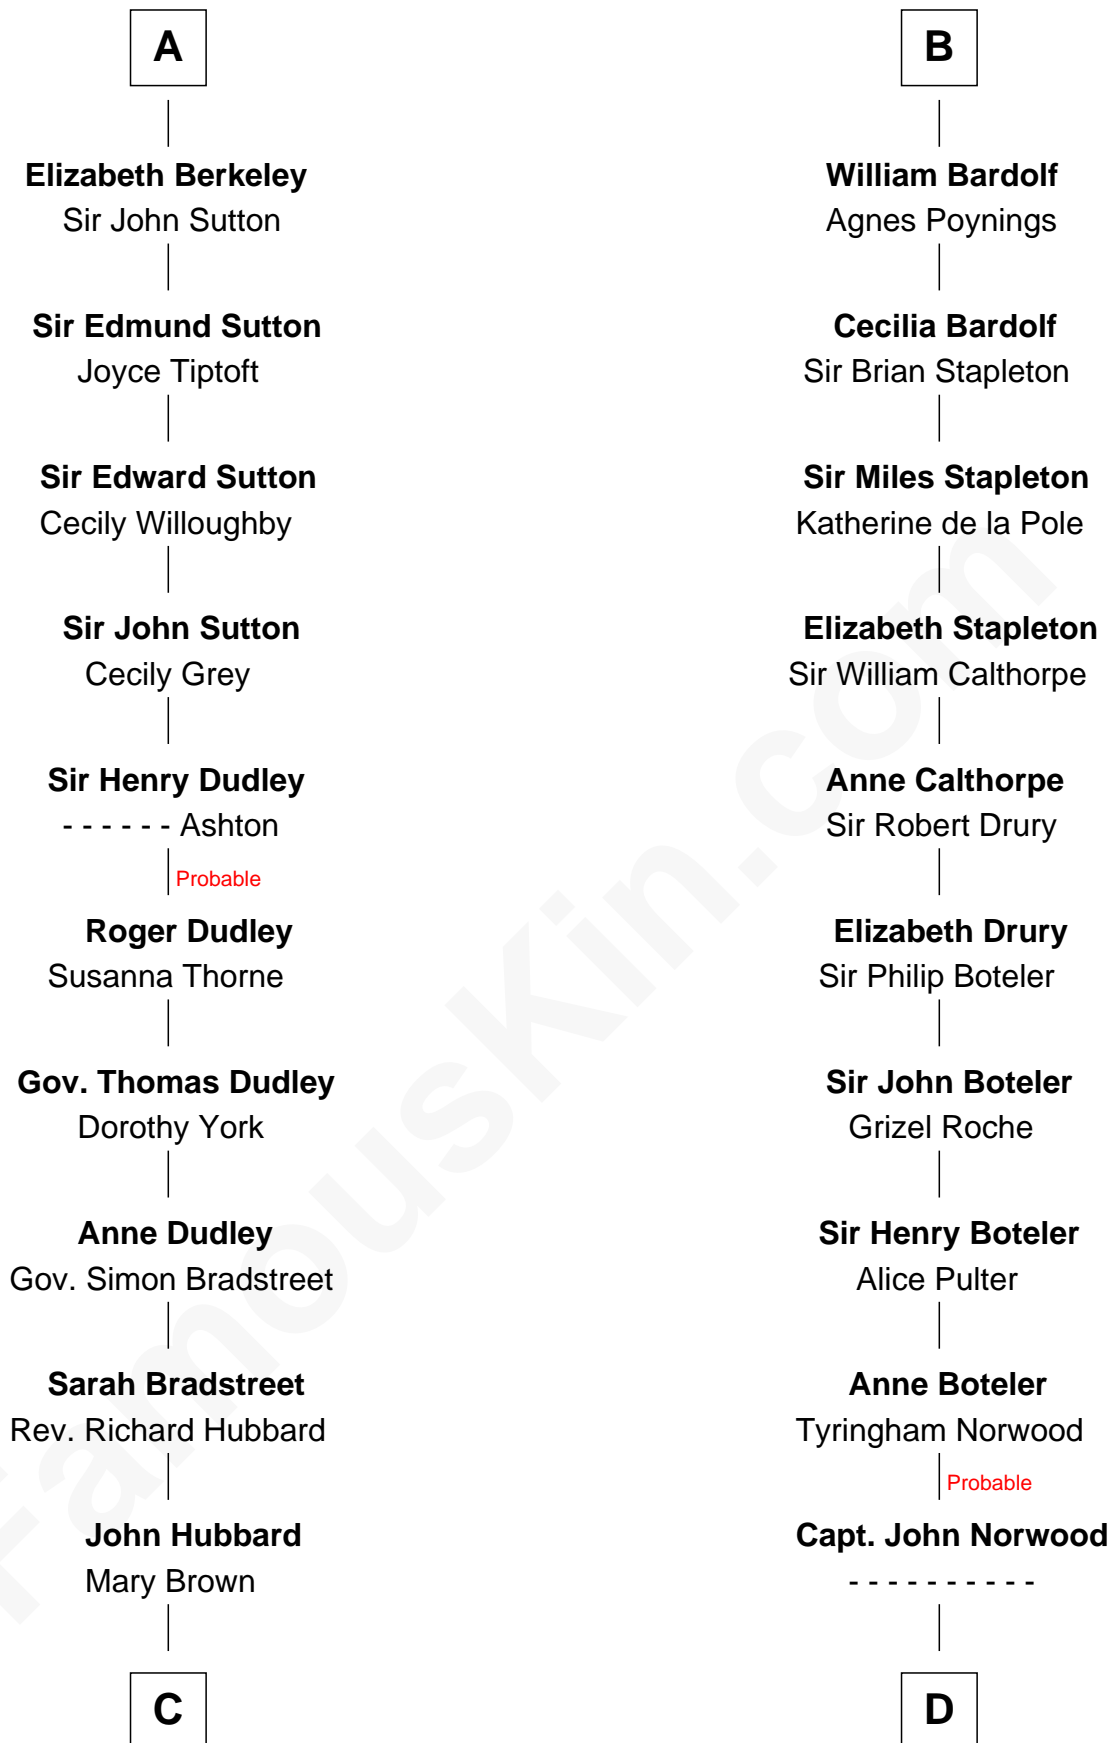 A
Elizabeth Berkeley
Sir John Sutton
Sir Edmund Sutton
Joyce Tiptoft
Sir Edward Sutton
Cecily Willoughby
Sir John Sutton
Cecily Grey
Sir Henry Dudley
- - - - - - Ashton
Probable
Roger Dudley
Susanna Thorne
Gov. Thomas Dudley
Dorothy York
Anne Dudley
Gov. Simon Bradstreet
Sarah Bradstreet
Rev. Richard Hubbard
John Hubbard
Mary Brown
C
B
William Bardolf
Agnes Poynings
Cecilia Bardolf
Sir Brian Stapleton
Sir Miles Stapleton
Katherine de la Pole
Elizabeth Stapleton
Sir William Calthorpe
Anne Calthorpe
Sir Robert Drury
Elizabeth Drury
Sir Philip Boteler
Sir John Boteler
Grizel Roche
Sir Henry Boteler
Alice Pulter
Anne Boteler
Tyringham Norwood
Probable
Capt. John Norwood
- - - - - - - - - -
D
FamousKin.com